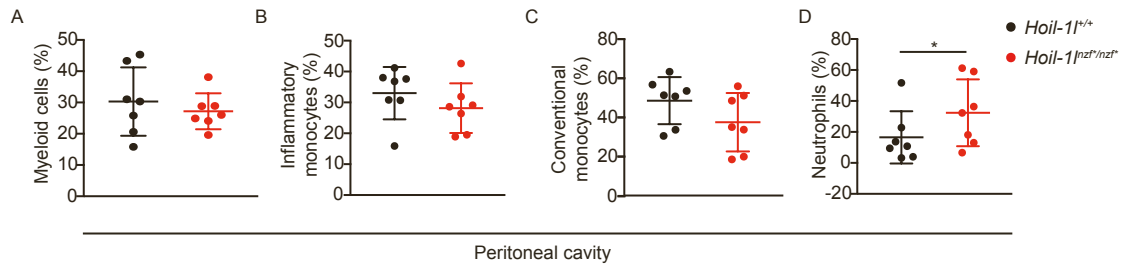 A
B
C
D
Myeloid cells (%)
50
40
30
20
10
0
Inflammatory
monocytes (%)
50
40
30
20
10
0
Conventional
monocytes (%)
80
60
40
20
0
Neutrophils (%)
80
60
40
20
0
-20
*
Hoil-1l+/+
Hoil-1lnzf*/nzf*
Peritoneal cavity